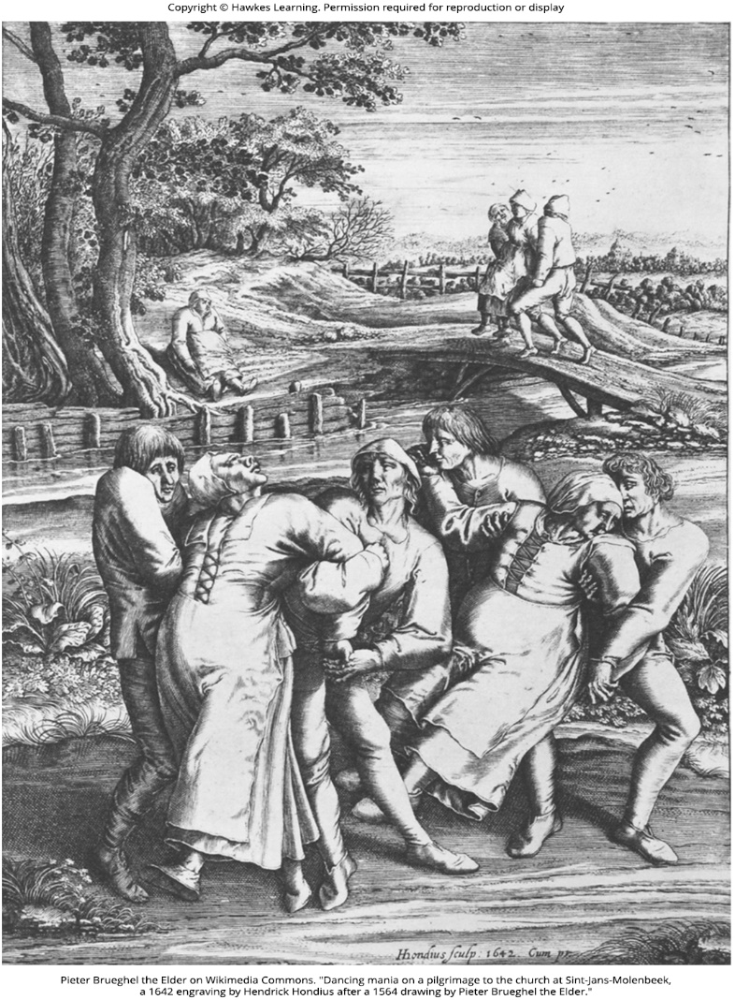 Copyright © Hawkes Learning. Permission required for reproduction or display
Hhondius sculp: 1642. Cum pr.
Pieter Brueghel the Elder on Wikimedia Commons. "Dancing mania on a pilgrimage to the church at Sint-Jans-Molenbeek,
a 1642 engraving by Hendrick Hondius after a 1564 drawing by Pieter Brueghel the Elder."